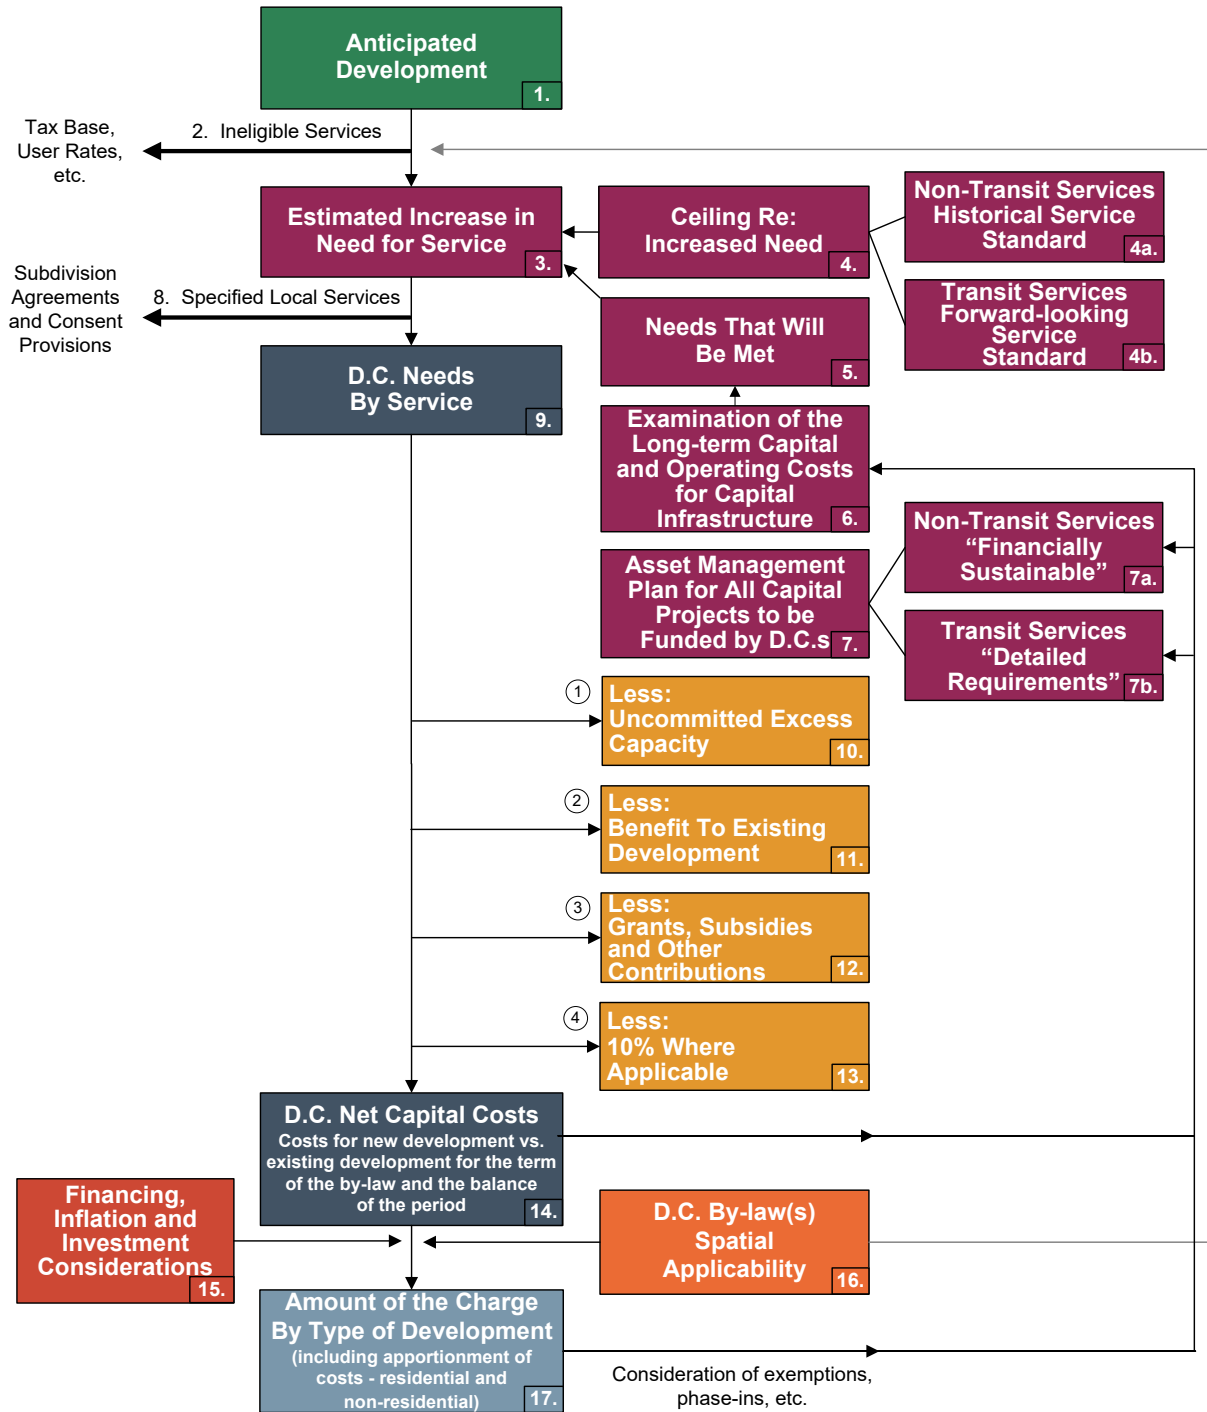 Anticipated
Development
1.
Tax Base,
User Rates,
etc.
2.  Ineligible Services
Estimated Increase in
Need for Service
3.
Ceiling Re:
Increased Need
4.
Non-Transit Services
Historical Service
Standard
4a.
Transit Services
Forward-looking
Service
Standard
4b.
Subdivision
Agreements
and Consent
Provisions
8.  Specified Local Services
Needs That Will
Be Met
5.
D.C. Needs
By Service
9.
Examination of the
Long-term Capital
and Operating Costs
for Capital
Infrastructure
6.
Asset Management
Plan for All Capital
Projects to be
Funded by D.C.s
7.
Non-Transit Services
“Financially
Sustainable”
7a.
Transit Services
“Detailed
Requirements”
7b.
1
Less:
Uncommitted Excess
Capacity
10.
2
Less:
Benefit To Existing
Development
11.
3
Less:
Grants, Subsidies
and Other
Contributions
12.
4
Less:
10% Where
Applicable
13.
D.C. Net Capital Costs
Costs for new development vs.
existing development for the term
of the by-law and the balance
of the period
14.
Financing,
Inflation and
Investment
Considerations
15.
D.C. By-law(s)
Spatial
Applicability
16.
Amount of the Charge
By Type of Development
(including apportionment of
costs - residential and
non-residential)
17.
Consideration of exemptions,
phase-ins, etc.